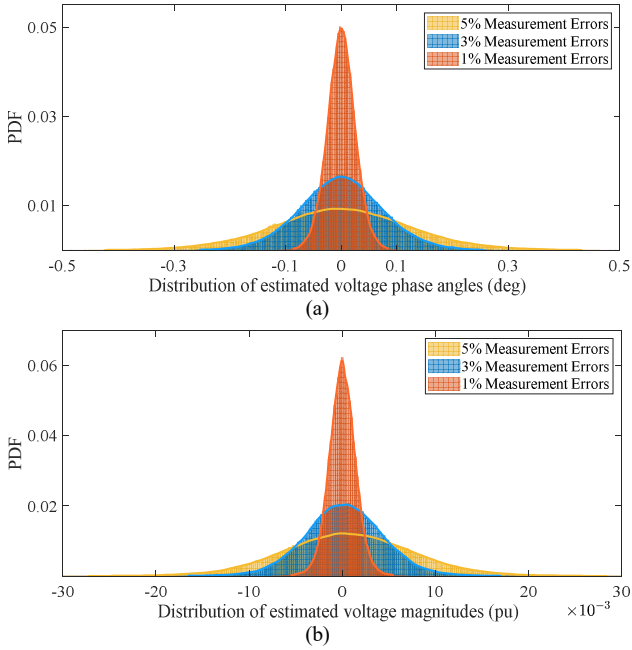 0.05
0.03
0.01
PDF
5% Measurement Errors
3% Measurement Errors
1% Measurement Errors
-0.5 -0.3 -0.1 0 0.1 0.3 0.5
Distribution of estimated voltage phase angles (deg)
(a)
0.06
0.04
0.02
PDF
5% Measurement Errors
3% Measurement Errors
1% Measurement Errors
-30 -20 -10 0 10 20 30
Distribution of estimated voltage magnitudes (pu) ×10⁻³
(b)